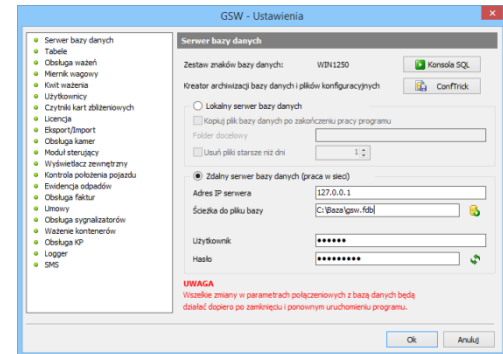 GSW - Ustawienia
Serwer bazy danych
Tabele
Obsługa ważeń
Miernik wagowy
Kwit ważenia
Użytkownicy
Czytniki kart zbliżeniowych
Licencja
Eksport/Import
Obsługa kamer
Moduł sterujący
Wyświetlacz zewnętrzny
Kontrola położenia pojazdu
Ewidencja odpadów
Obsługa faktur
Umowy
Obsługa sygnalizatorów
Ważenie kontenerów
Obsługa KP
Logger
SMS
Serwer bazy danych
Zestaw znaków bazy danych: WIN1250 Konsola SQL
Kreator archiwizacji bazy danych i plików konfiguracyjnych ConfTrick
Lokalny serwer bazy danych
Kopiuj plik bazy danych po zakończeniu pracy programu
Folder docelowy
Usuń pliki starsze niż dni 1
Zdalny serwer bazy danych (praca w sieci)
Adres IP serwera 127.0.0.1
Ścieżka do pliku bazy C:\Baza\gsw.fdb
Użytkownik ••••••
Hasło •••••••••
UWAGA
Wszelkie zmiany w parametrach połączeniowych z bazą danych będą
działać dopiero po zamknięciu i ponownym uruchomieniu programu.
Ok Anuluj